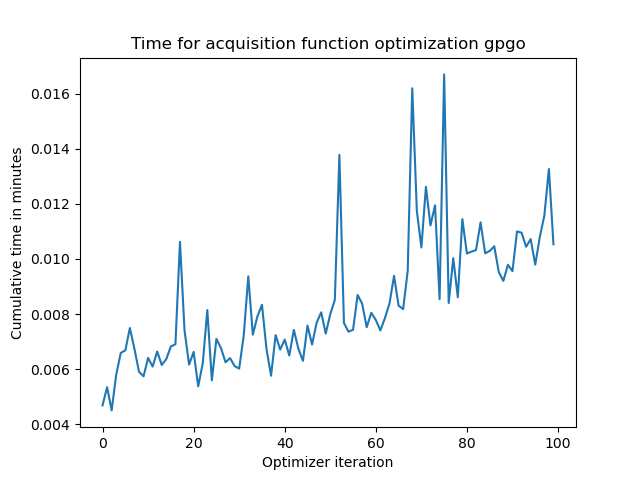 Time for acquisition function optimization gpgo
Cumulative time in minutes
0.016
0.014
0.012
0.010
0.008
0.006
0.004
0 20 40 60 80 100
Optimizer iteration